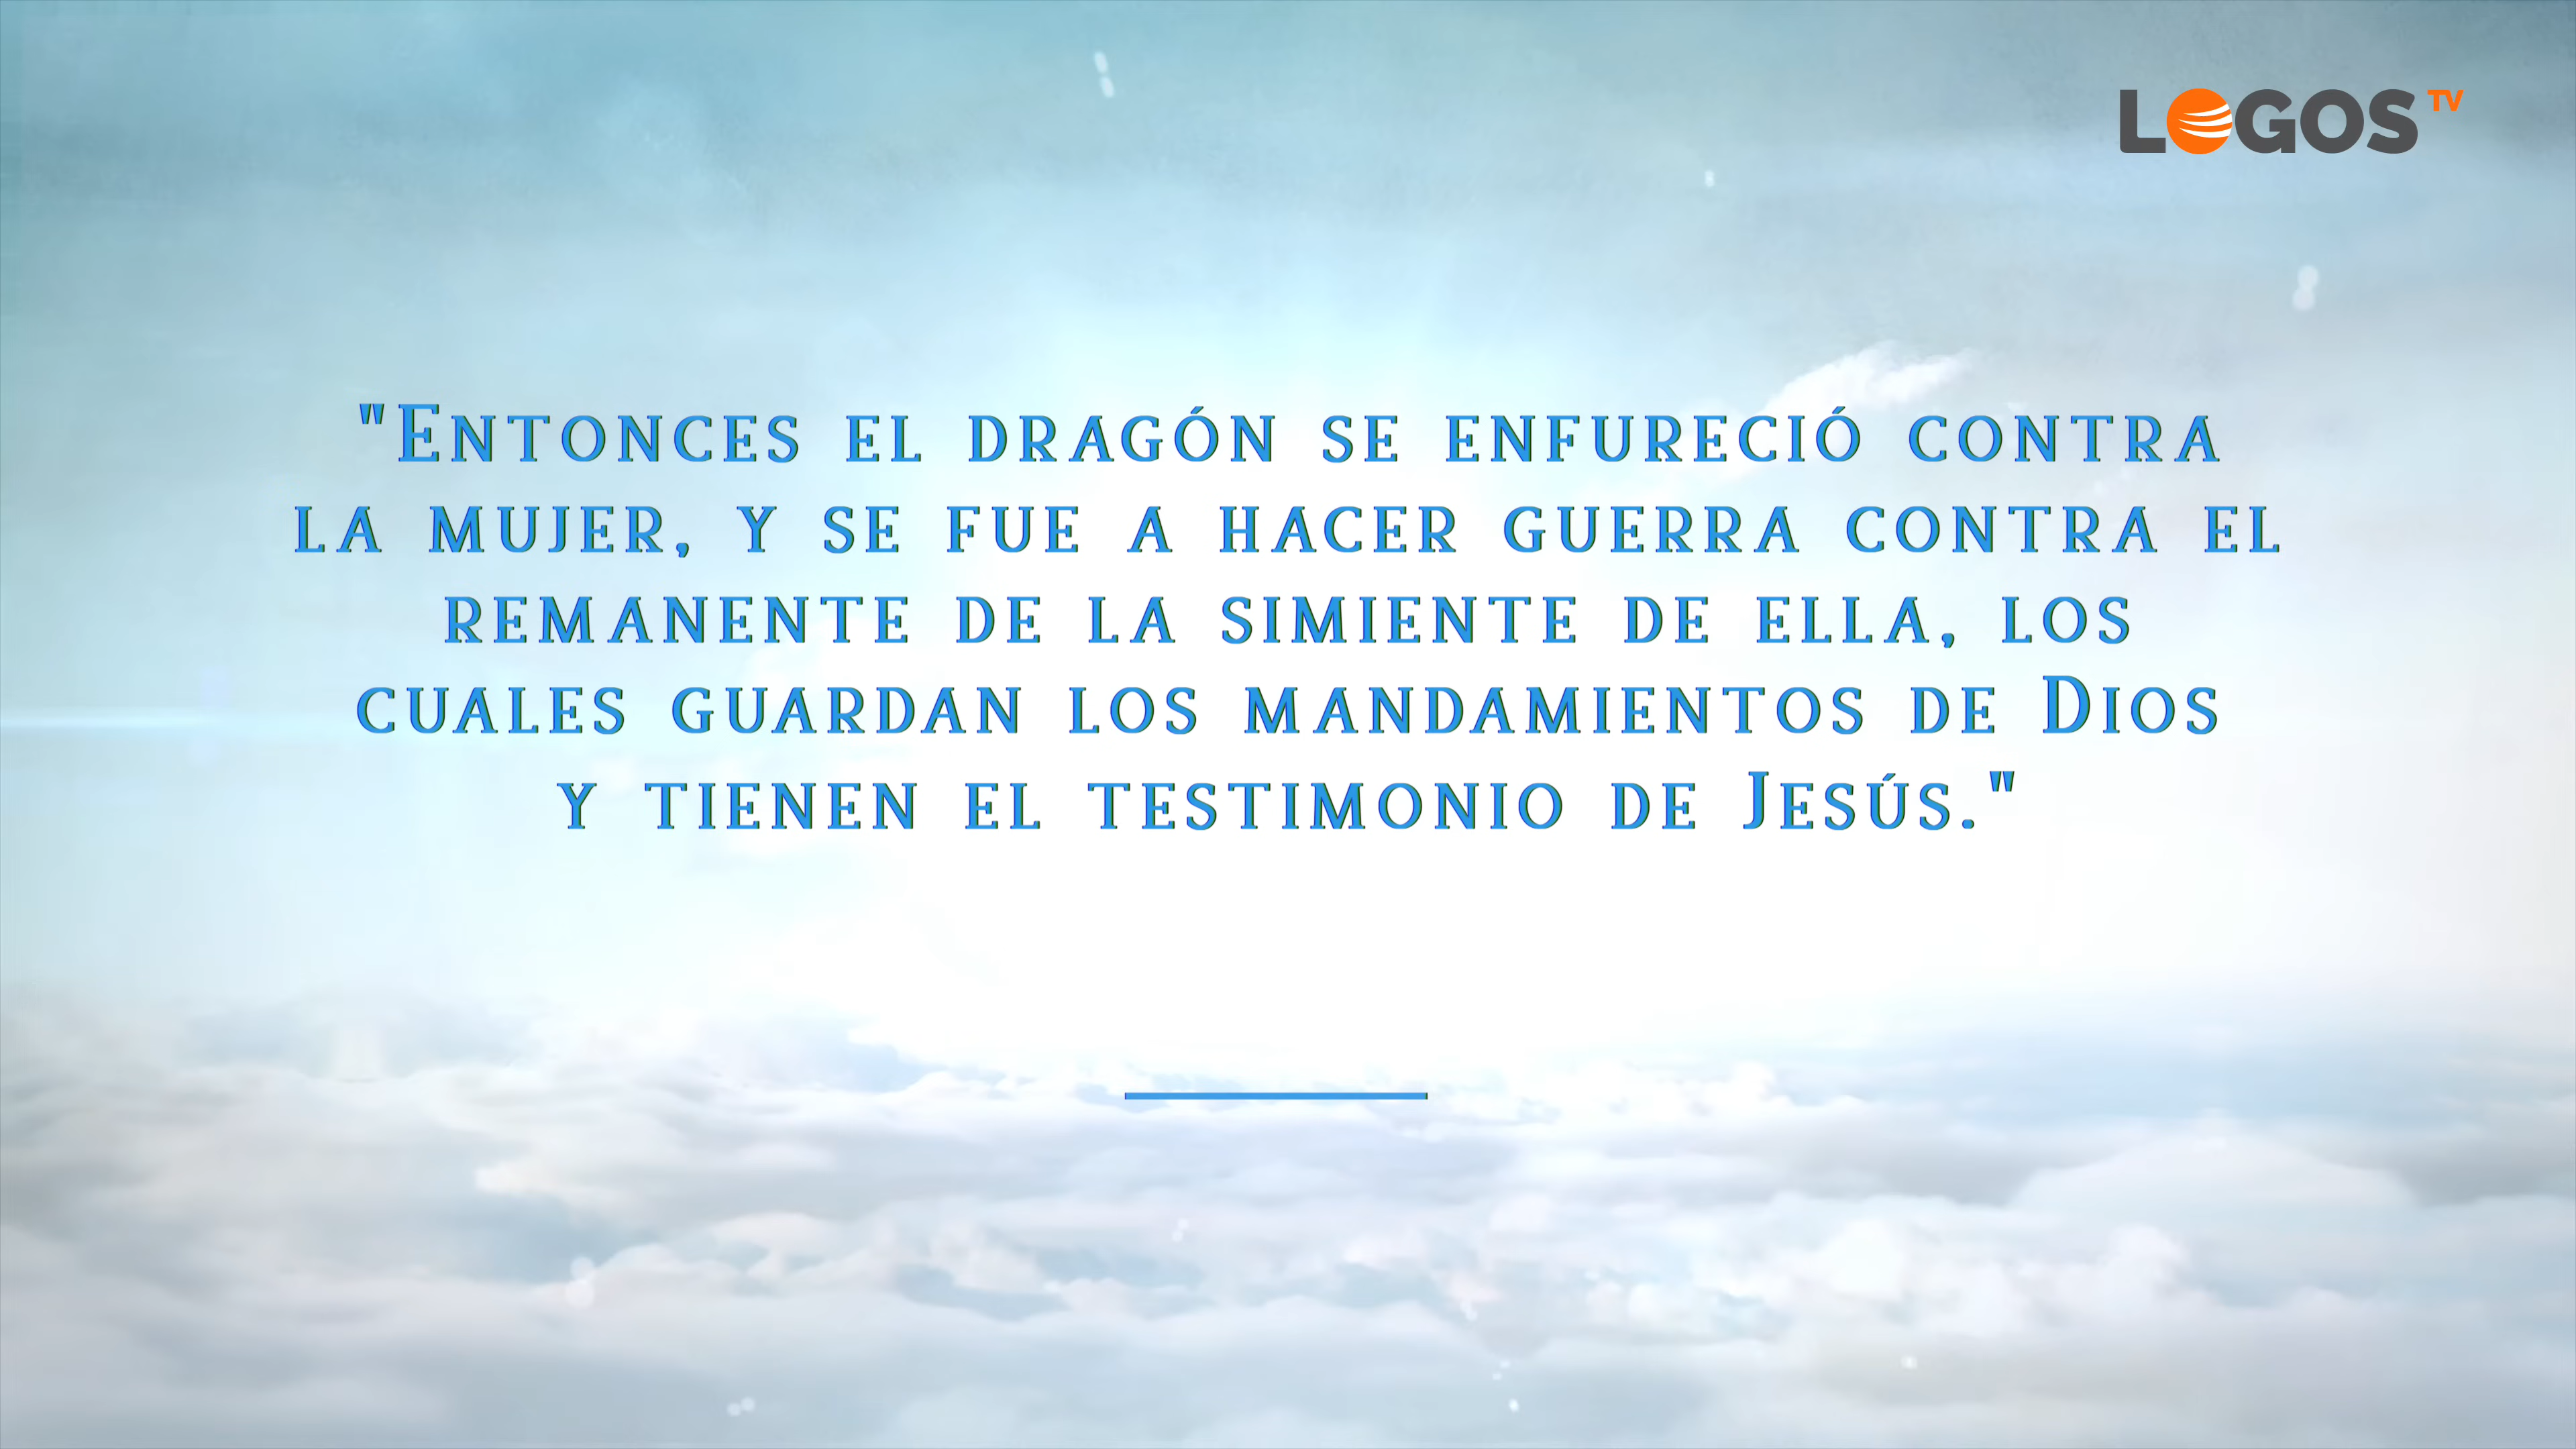 LOGOS TV
"Entonces el dragón se enfureció contra
la mujer, y se fue a hacer guerra contra el
remanente de la simiente de ella, los
cuales guardan los mandamientos de Dios
y tienen el testimonio de Jesús."